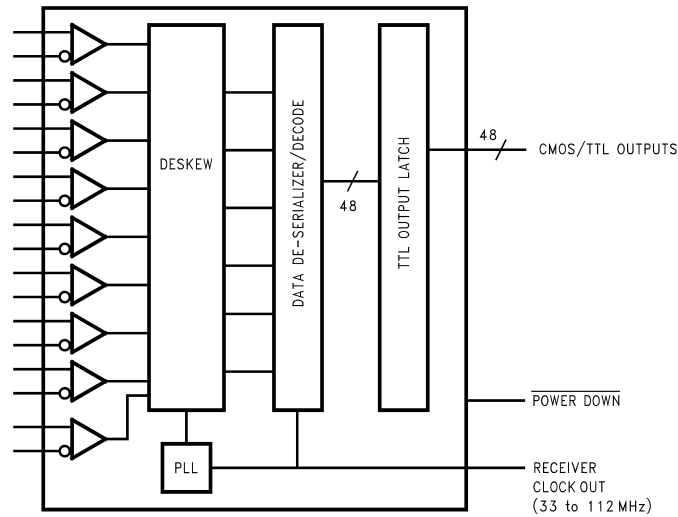 DESKEW
DATA DE-SERIALIZER/DECODE
48
TTL OUTPUT LATCH
48
CMOS/TTL OUTPUTS
POWER DOWN
PLL
RECEIVER
CLOCK OUT
(33 to 112 MHz)